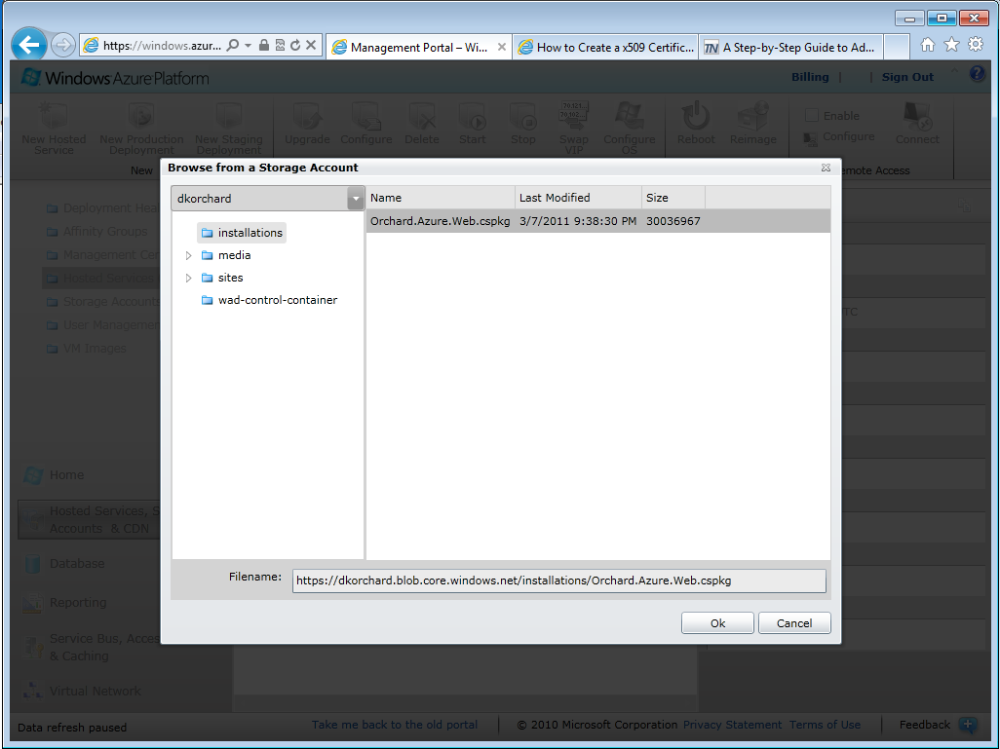 https://windows.azur...
Management Portal – Wi...
How to Create a x509 Certific...
A Step-by-Step Guide to Ad...
Windows Azure Platform
Billing | | Sign Out
New Hosted Service
New Production Deployment
New Staging Deployment
Upgrade
Configure
Delete
Start
Stop
Swap VIP
Configure OS
Reboot
Reimage
Enable
Configure
Connect
New
emote Access
Browse from a Storage Account
dkorchard
Name Last Modified Size
Orchard.Azure.Web.cspkg 3/7/2011 9:38:30 PM 30036967
installations
media
sites
wad-control-container
Deployment Hea
Affinity Groups
Management Cer
Hosted Services
Storage Accounts
User Managemen
VM Images
TC
Home
Hosted Services, S
Accounts & CDN
Database
Reporting
Service Bus, Acces
& Caching
Virtual Network
Filename: https://dkorchard.blob.core.windows.net/installations/Orchard.Azure.Web.cspkg
Ok Cancel
Data refresh paused
Take me back to the old portal
© 2010 Microsoft Corporation Privacy Statement Terms of Use
Feedback